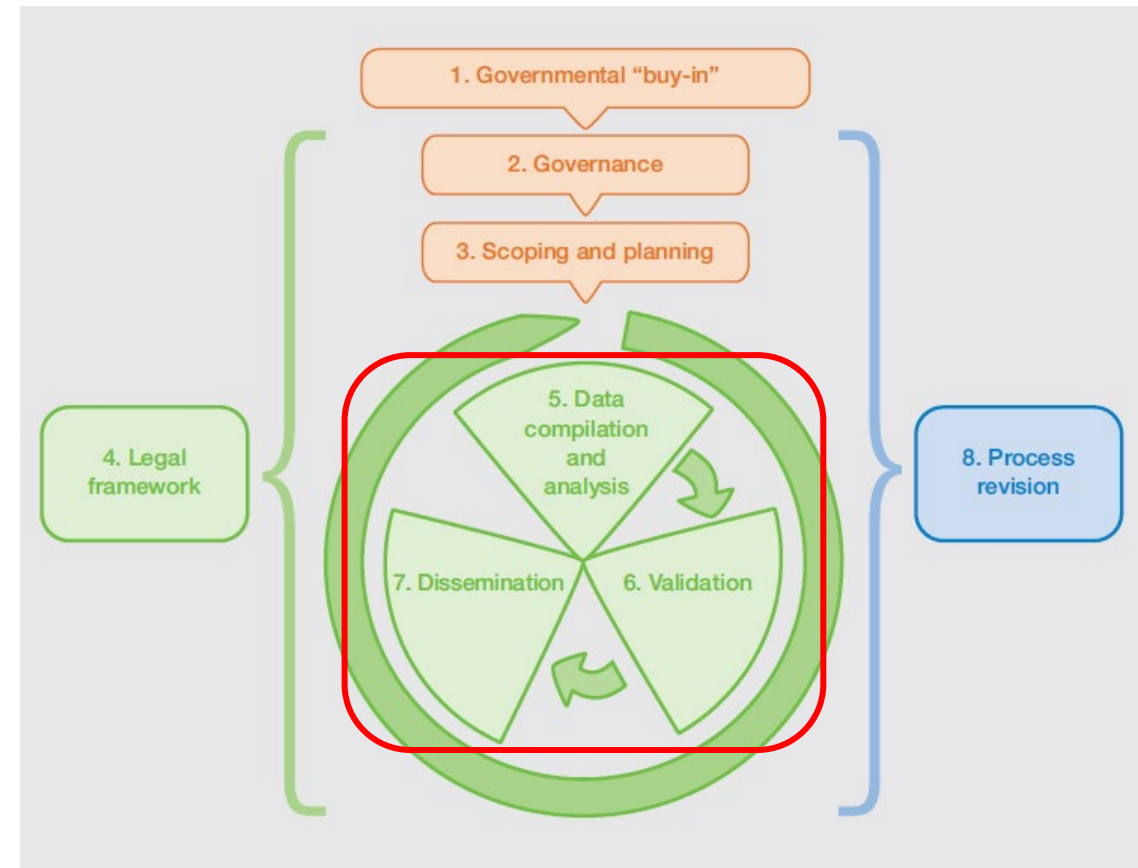 1. Governmental “buy-in”
2. Governance
3. Scoping and planning
4. Legal
framework
5. Data
compilation
and
analysis
6. Validation
7. Dissemination
8. Process
revision